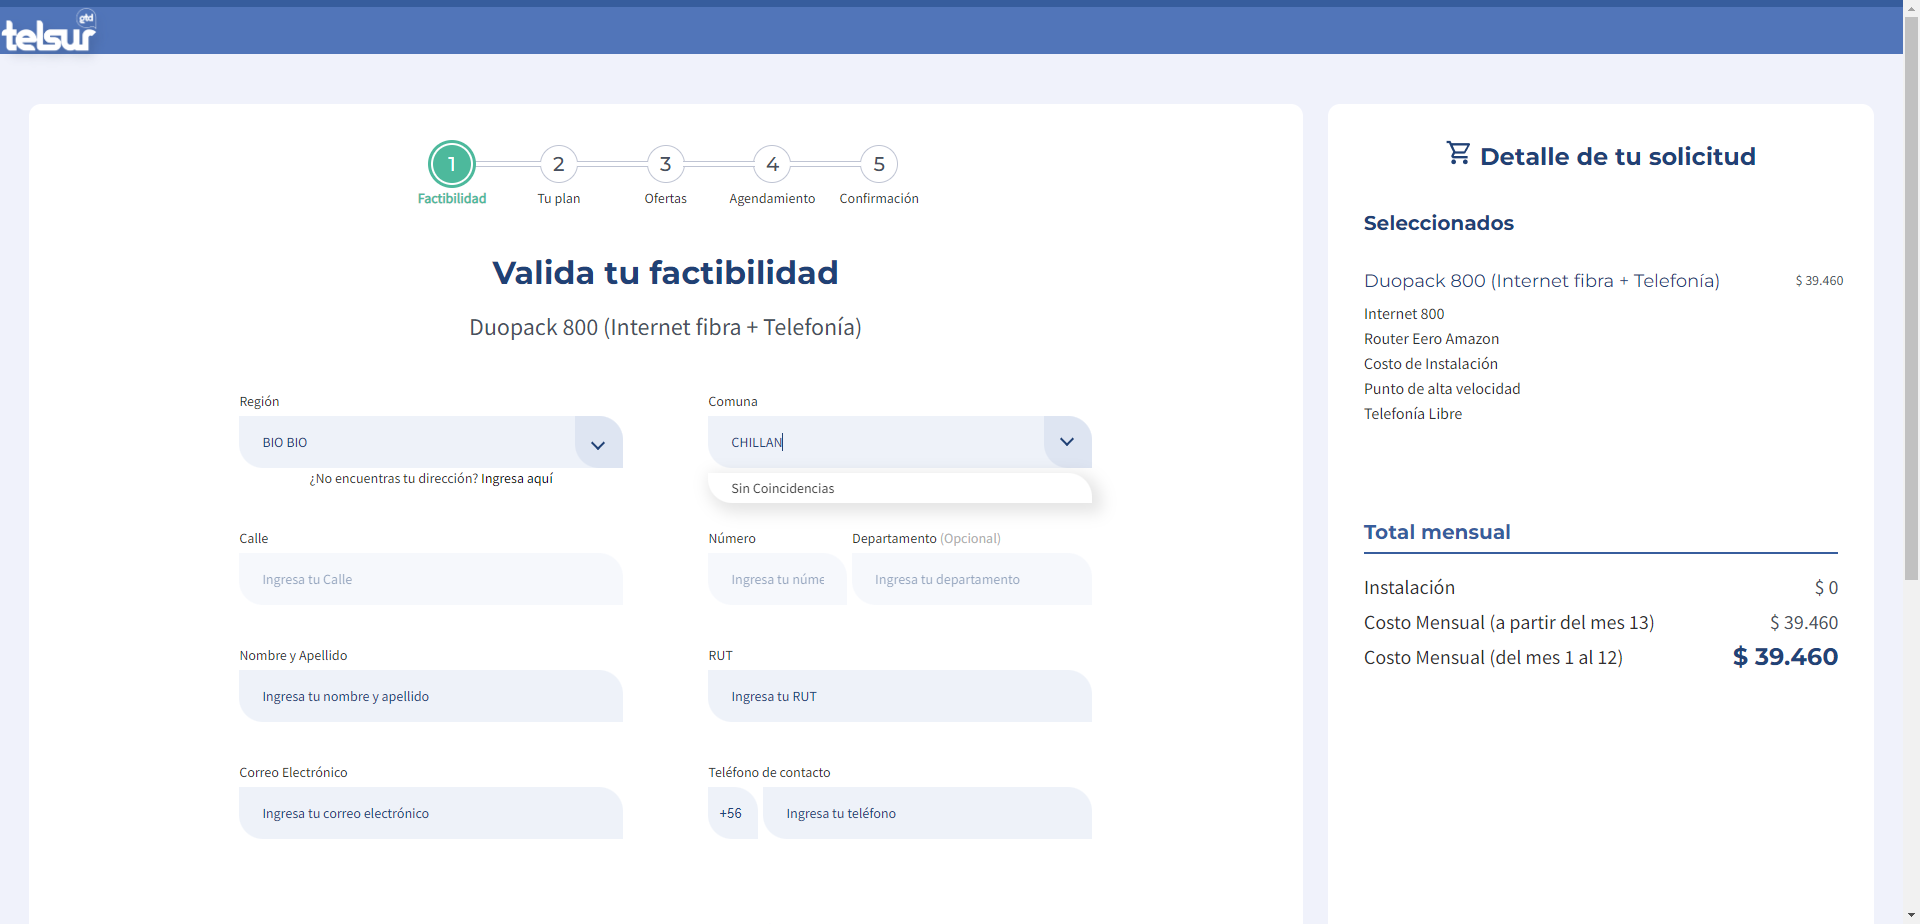 gtd
telsur
1
2
3
4
5
Factibilidad
Tu plan
Ofertas
Agendamiento
Confirmación
Valida tu factibilidad
Duopack 800 (Internet fibra + Telefonía)
Región
Comuna
BIO BIO
CHILLAN
¿No encuentras tu dirección? Ingresa aquí
Sin Coincidencias
Calle
Número
Departamento (Opcional)
Ingresa tu Calle
Ingresa tu núme
Ingresa tu departamento
Nombre y Apellido
RUT
Ingresa tu nombre y apellido
Ingresa tu RUT
Correo Electrónico
Teléfono de contacto
Ingresa tu correo electrónico
+56
Ingresa tu teléfono
Detalle de tu solicitud
Seleccionados
Duopack 800 (Internet fibra + Telefonía) $ 39.460
Internet 800
Router Eero Amazon
Costo de Instalación
Punto de alta velocidad
Telefonía Libre
Total mensual
Instalación $ 0
Costo Mensual (a partir del mes 13) $ 39.460
Costo Mensual (del mes 1 al 12) $ 39.460